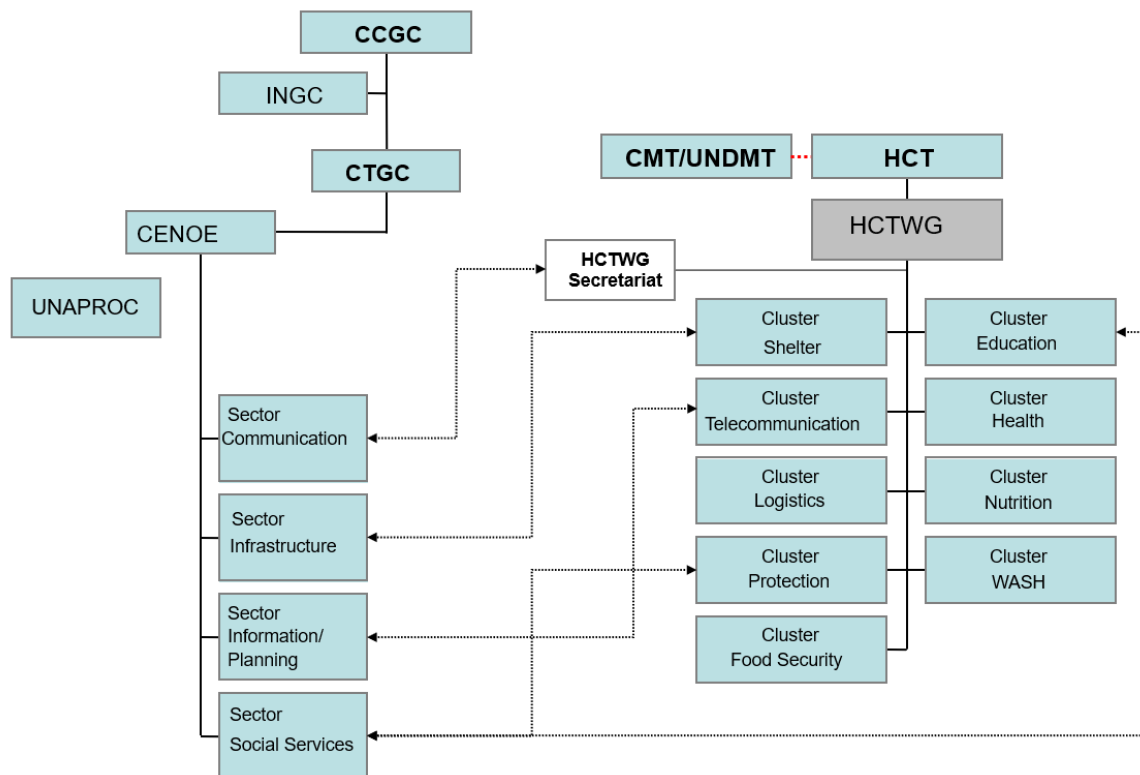 CCGC
INGC
CTGC
CENOE
UNAPROC
CMT/UNDMT
HCT
HCTWG
HCTWG
Secretariat
Sector
Communication
Sector
Infrastructure
Sector
Information/
Planning
Sector
Social Services
Cluster
Shelter
Cluster
Education
Cluster
Telecommunication
Cluster
Health
Cluster
Logistics
Cluster
Nutrition
Cluster
Protection
Cluster
WASH
Cluster
Food Security